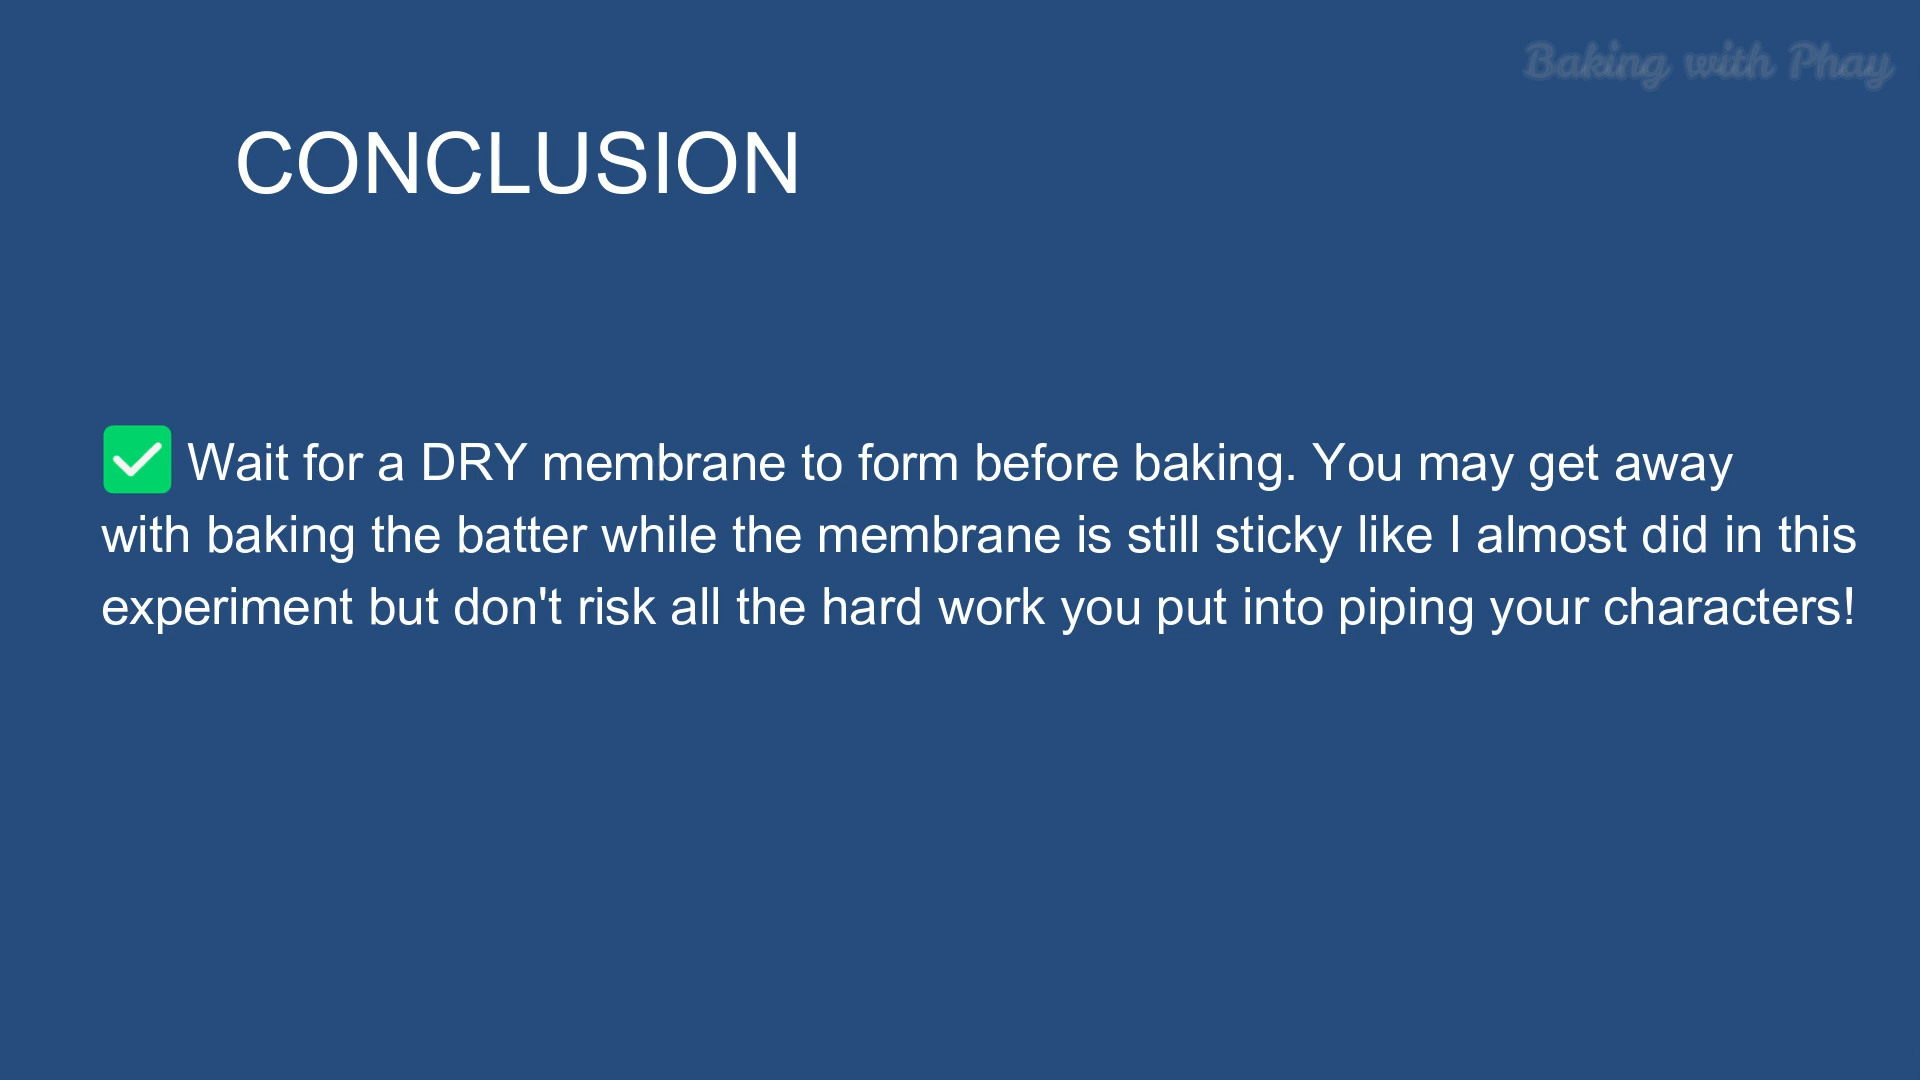 Baking with Phay
CONCLUSION
✅ Wait for a DRY membrane to form before baking. You may get away
with baking the batter while the membrane is still sticky like I almost did in this
experiment but don't risk all the hard work you put into piping your characters!